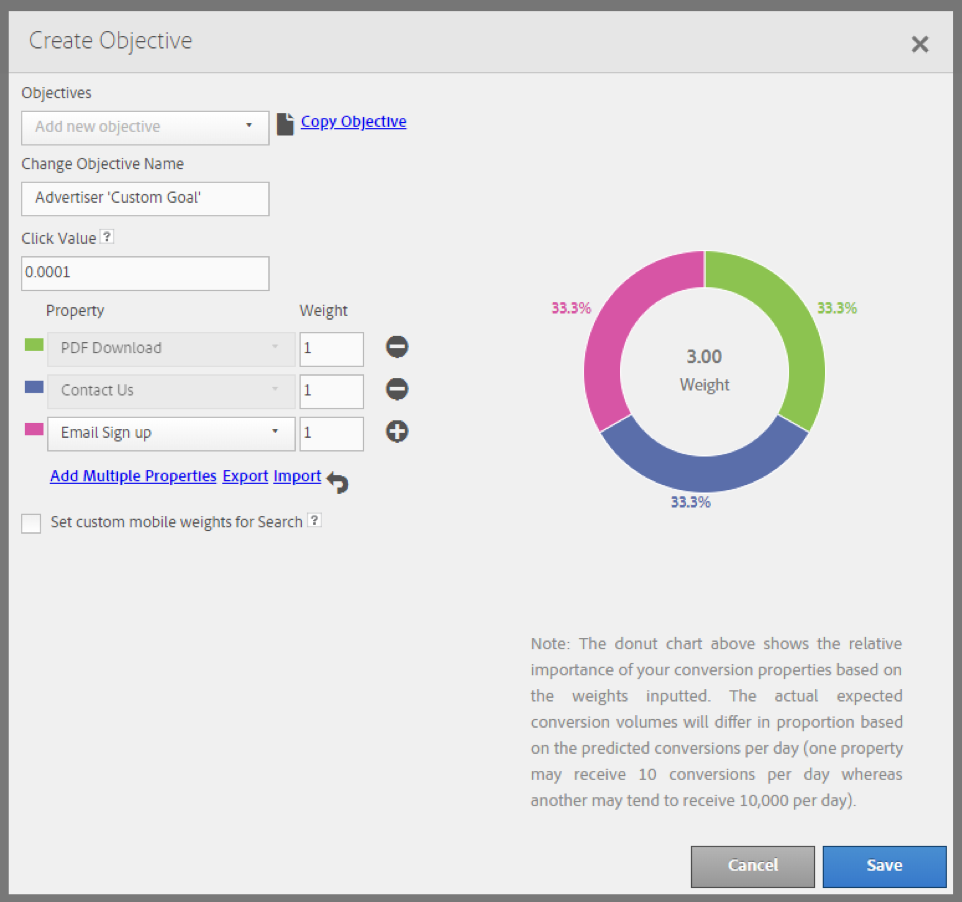 Create Objective
Objectives
Add new objective
Copy Objective
Change Objective Name
Advertiser 'Custom Goal'
Click Value ?
0.0001
Property Weight
PDF Download 1
Contact Us 1
Email Sign up 1
Add Multiple Properties Export Import
Set custom mobile weights for Search ?
33.3%
33.3%
3.00
Weight
33.3%
Note: The donut chart above shows the relative
importance of your conversion properties based on
the weights inputted. The actual expected
conversion volumes will differ in proportion based
on the predicted conversions per day (one property
may receive 10 conversions per day whereas
another may tend to receive 10,000 per day).
Cancel
Save